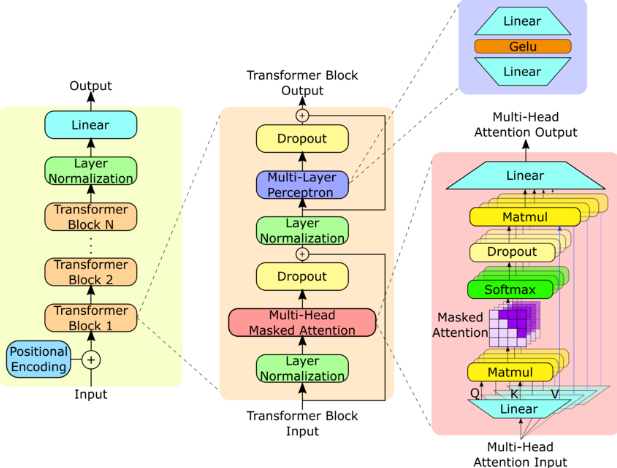 Output
Linear
Layer
Normalization
Transformer
Block N
Transformer
Block 2
Transformer
Block 1
Positional
Encoding
+
Input
Transformer Block
Output
+
Dropout
Multi-Layer
Perceptron
Layer
Normalization
+
Dropout
Multi-Head
Masked Attention
Layer
Normalization
Transformer Block
Input
Linear
Gelu
Linear
Multi-Head
Attention Output
Linear
Matmul
Dropout
Softmax
Masked
Attention
Matmul
Q K V
Linear
Multi-Head
Attention Input